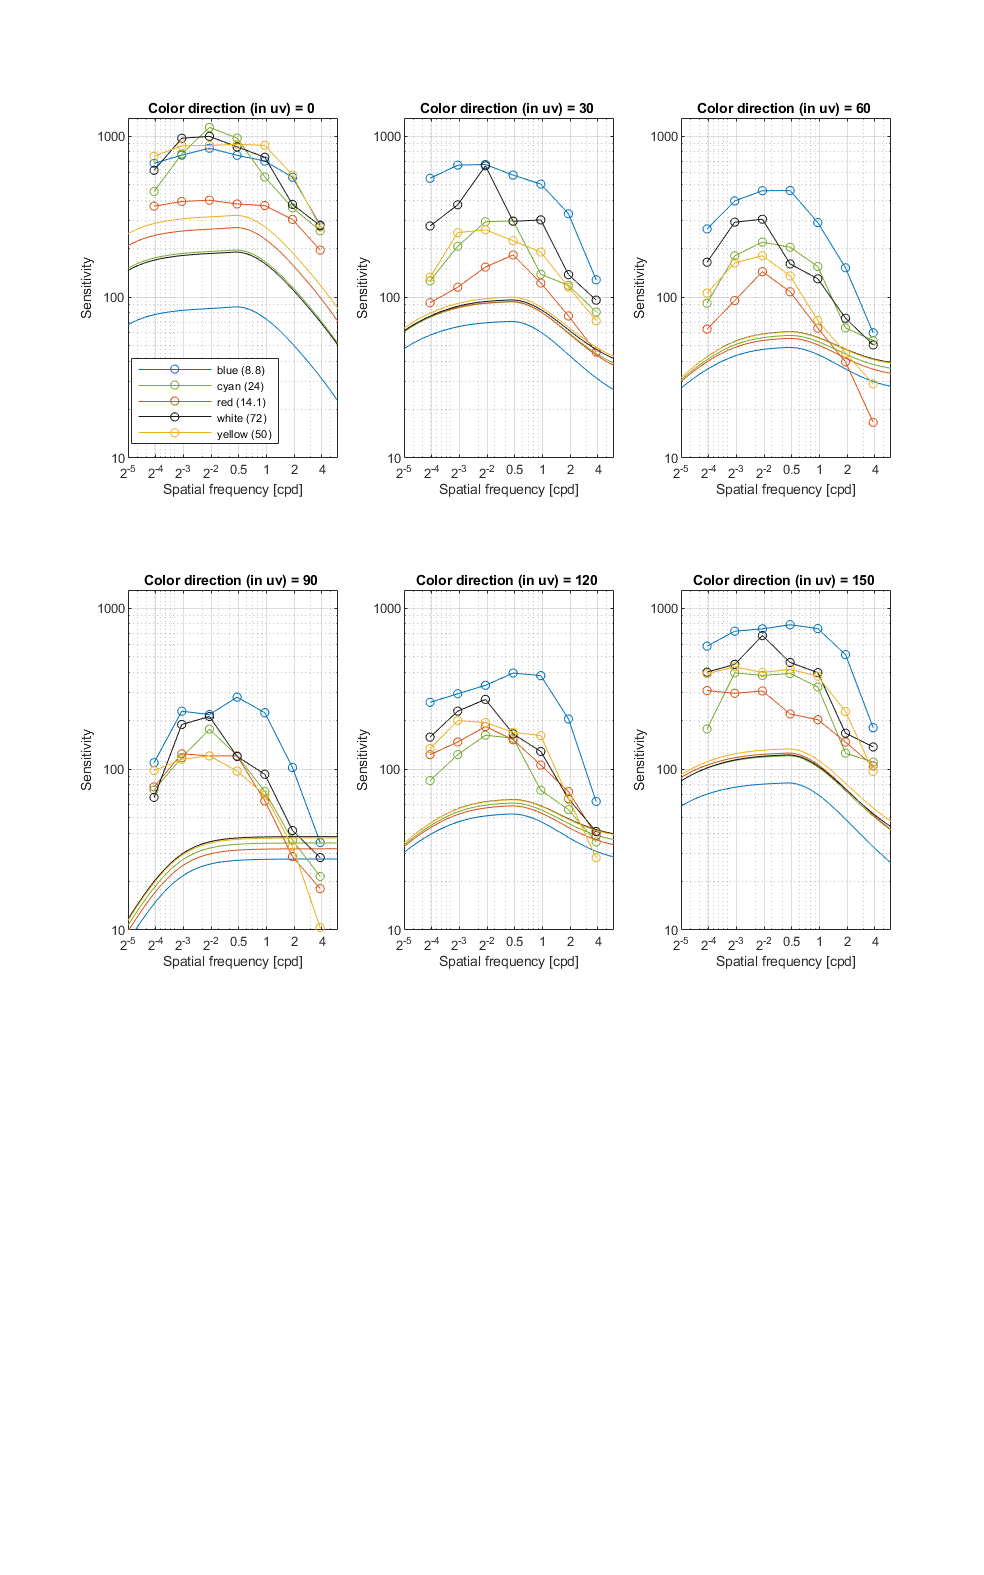 Color direction (in uv) = 0
Color direction (in uv) = 30
Color direction (in uv) = 60
1000
100
10
Sensitivity
blue (8.8)
cyan (24)
red (14.1)
white (72)
yellow (50)
2-5 2-4 2-3 2-2 0.5 1 2 4
Spatial frequency [cpd]
1000
100
10
Sensitivity
2-5 2-4 2-3 2-2 0.5 1 2 4
Spatial frequency [cpd]
1000
100
10
Sensitivity
2-5 2-4 2-3 2-2 0.5 1 2 4
Spatial frequency [cpd]
Color direction (in uv) = 90
Color direction (in uv) = 120
Color direction (in uv) = 150
1000
100
10
Sensitivity
2-5 2-4 2-3 2-2 0.5 1 2 4
Spatial frequency [cpd]
1000
100
10
Sensitivity
2-5 2-4 2-3 2-2 0.5 1 2 4
Spatial frequency [cpd]
1000
100
10
Sensitivity
2-5 2-4 2-3 2-2 0.5 1 2 4
Spatial frequency [cpd]